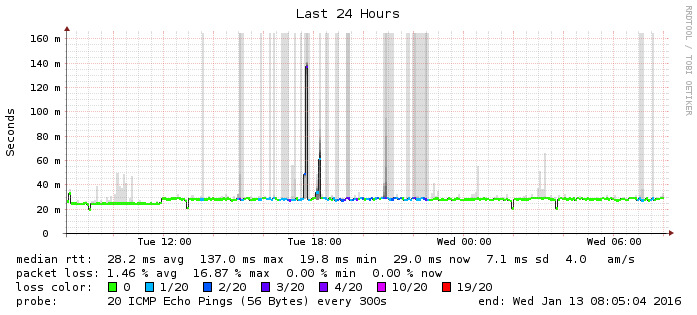 Last 24 Hours
RRDTOOL / TOBI OETIKER
Seconds
160 m
140 m
120 m
100 m
80 m
60 m
40 m
20 m
0
Tue 12:00 Tue 18:00 Wed 00:00 Wed 06:00
median rtt: 28.2 ms avg 137.0 ms max 19.8 ms min 29.0 ms now 7.1 ms sd 4.0 am/s
packet loss: 1.46 % avg 16.87 % max 0.00 % min 0.00 % now
loss color: 0 1/20 2/20 3/20 4/20 10/20 19/20
probe: 20 ICMP Echo Pings (56 Bytes) every 300s end: Wed Jan 13 08:05:04 2016